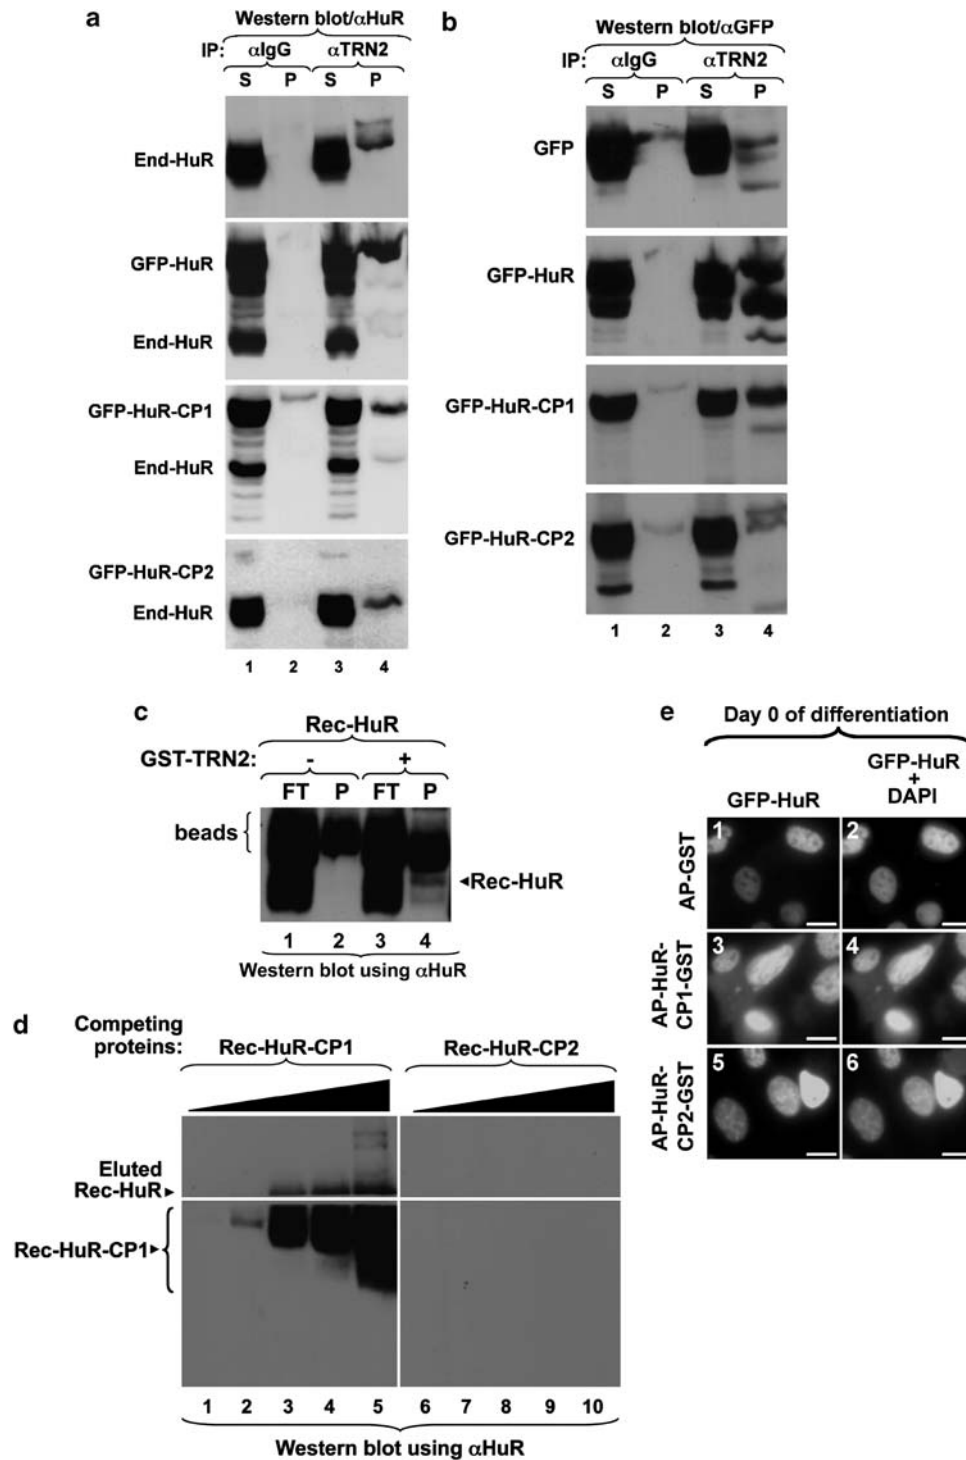 a
Western blot/αHuR
IP: αIgG αTRN2
S P S P
End-HuR
GFP-HuR
End-HuR
GFP-HuR-CP1
End-HuR
GFP-HuR-CP2
End-HuR
1 2 3 4
b
Western blot/αGFP
IP: αIgG αTRN2
S P S P
GFP
GFP-HuR
GFP-HuR-CP1
GFP-HuR-CP2
1 2 3 4
c
Rec-HuR
GST-TRN2: - +
FT P FT P
beads
Rec-HuR
1 2 3 4
Western blot using αHuR
d
Competing
proteins: Rec-HuR-CP1 Rec-HuR-CP2
Eluted
Rec-HuR
Rec-HuR-CP1
1 2 3 4 5 6 7 8 9 10
Western blot using αHuR
e
Day 0 of differentiation
GFP-HuR
GFP-HuR
+
DAPI
AP-GST
1 2
AP-HuR-
CP1-GST
3 4
AP-HuR-
CP2-GST
5 6